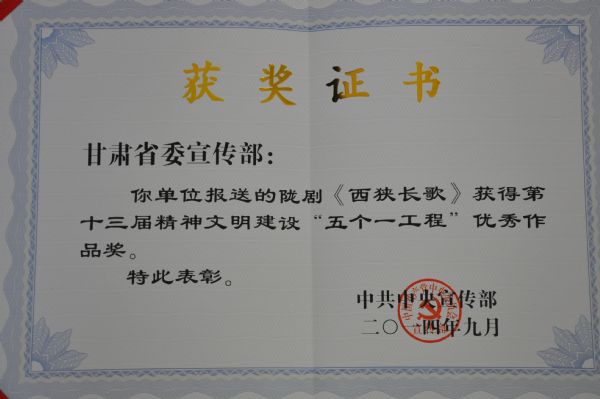 获奖证书
甘肃省委宣传部：
你单位报送的陇剧《西狭长歌》获得第
十三届精神文明建设“五个一工程”优秀作
品奖。
特此表彰。
中共中央宣传部
二〇一四年九月